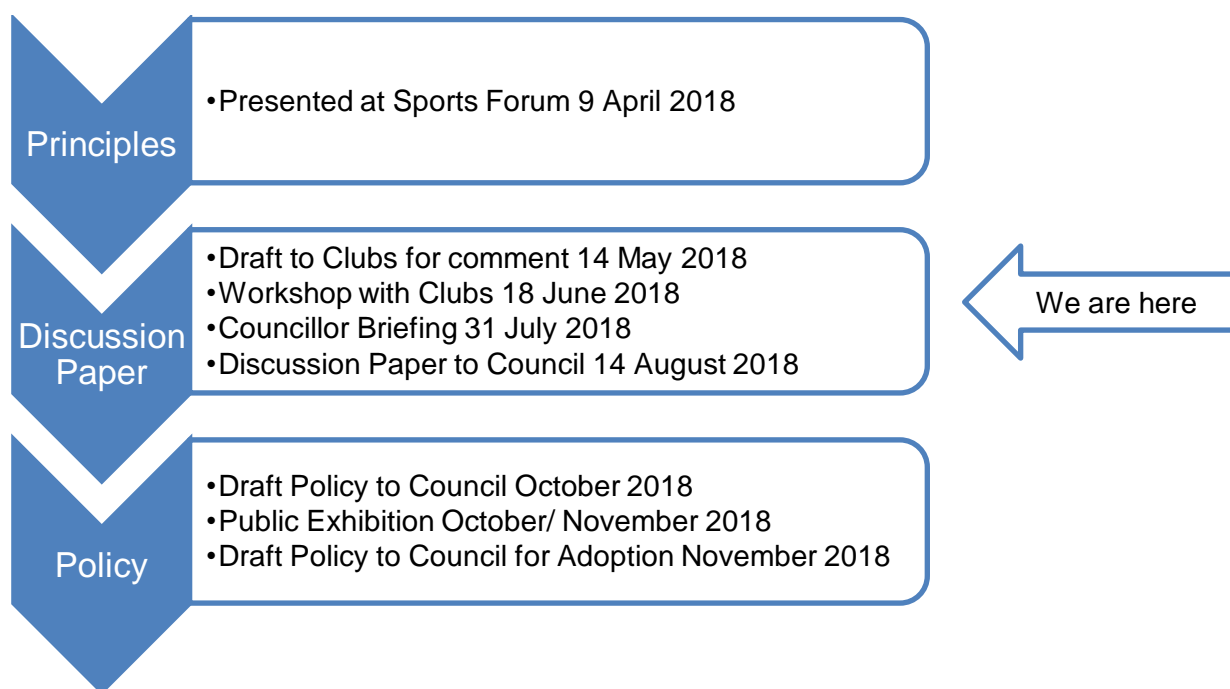 Principles
•Presented at Sports Forum 9 April 2018
Discussion
Paper
•Draft to Clubs for comment 14 May 2018
•Workshop with Clubs 18 June 2018
•Councillor Briefing 31 July 2018
•Discussion Paper to Council 14 August 2018
We are here
Policy
•Draft Policy to Council October 2018
•Public Exhibition October/ November 2018
•Draft Policy to Council for Adoption November 2018